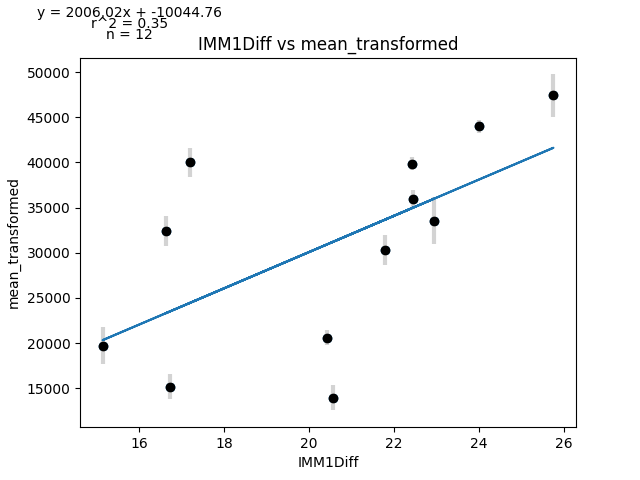 y = 2006.02x + -10044.76
r^2 = 0.35
n = 12
IMM1Diff vs mean_transformed
50000
45000
40000
35000
30000
25000
20000
15000
mean_transformed
16 18 20 22 24 26
IMM1Diff